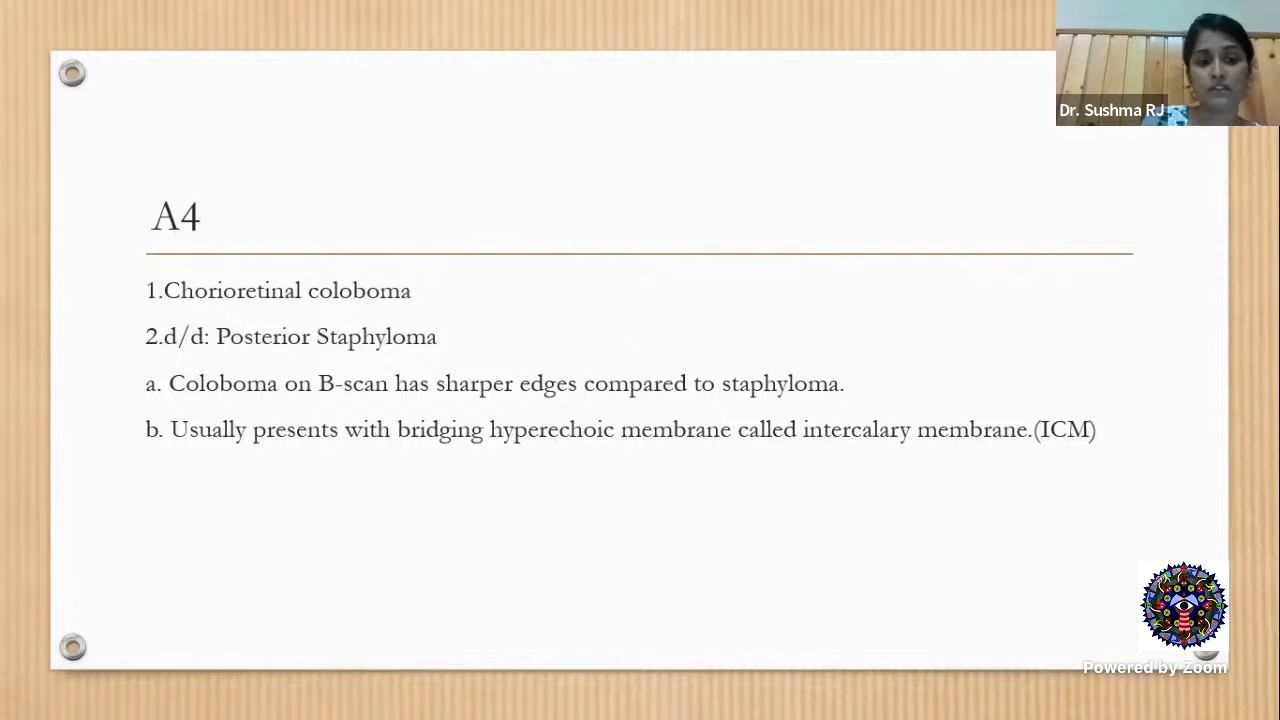 Dr. Sushma RJ
A4
1.Chorioretinal coloboma
2.d/d: Posterior Staphyloma
a. Coloboma on B-scan has sharper edges compared to staphyloma.
b. Usually presents with bridging hyperechoic membrane called intercalary membrane.(ICM)
Powered by Zoom